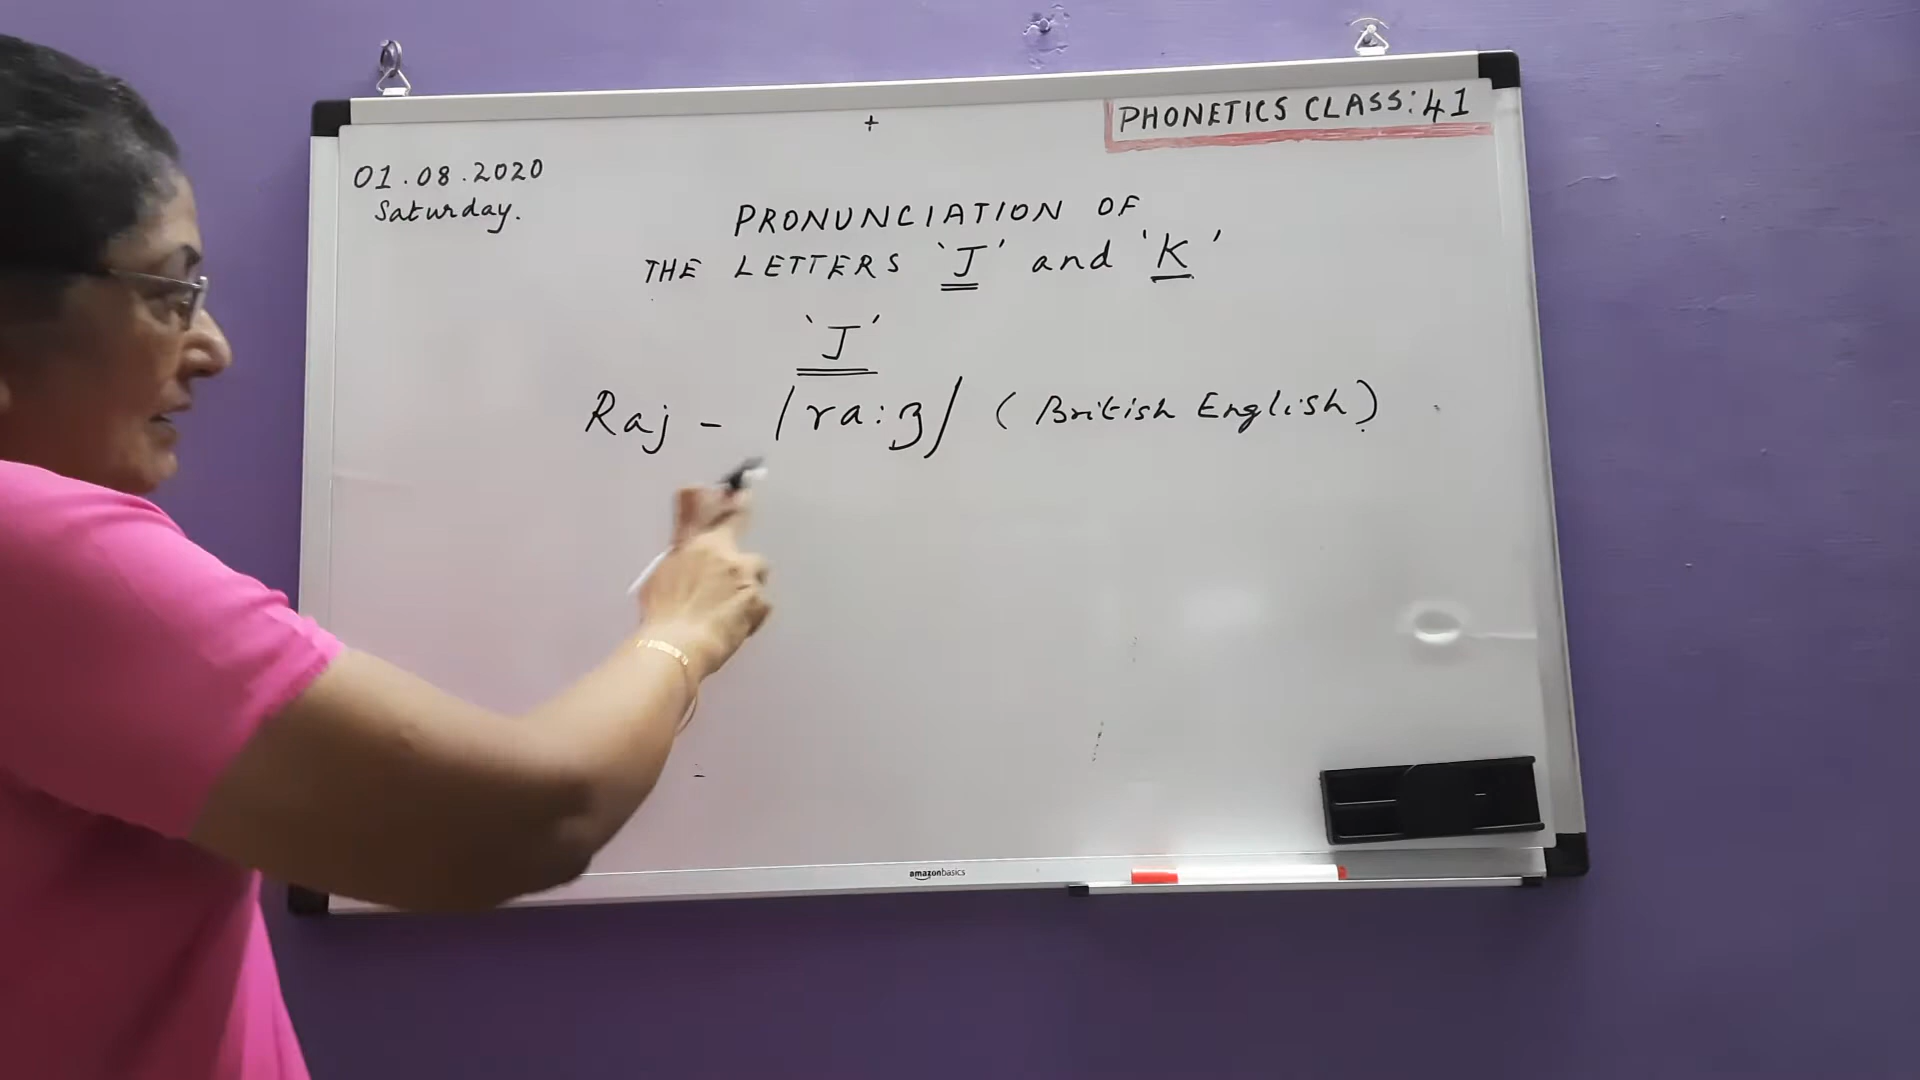 PHONETICS CLASS: 41
01.08.2020
Saturday.
PRONUNCIATION OF
THE LETTERS 'J' and 'K'
'J'
Raj - /ra:ʒ/ (British English)
amazonbasics